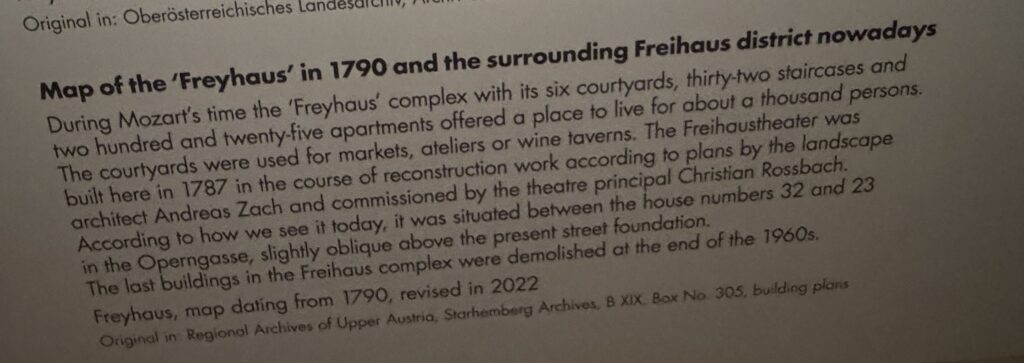 Original in: Oberösterreichisches Landesarchiv,
Map of the 'Freyhaus' in 1790 and the surrounding Freihaus district nowadays
During Mozart's time the 'Freyhaus' complex with its six courtyards, thirty-two staircases and
two hundred and twenty-five apartments offered a place to live for about a thousand persons.
The courtyards were used for markets, ateliers or wine taverns. The Freihaustheater was
built here in 1787 in the course of reconstruction work according to plans by the landscape
architect Andreas Zach and commissioned by the theatre principal Christian Rossbach.
According to how we see it today, it was situated between the house numbers 32 and 23
in the Operngasse, slightly oblique above the present street foundation.
The last buildings in the Freihaus complex were demolished at the end of the 1960s.
Freyhaus, map dating from 1790, revised in 2022
Original in: Regional Archives of Upper Austria, Starhemberg Archives, B XIX, Box No. 305, building plans